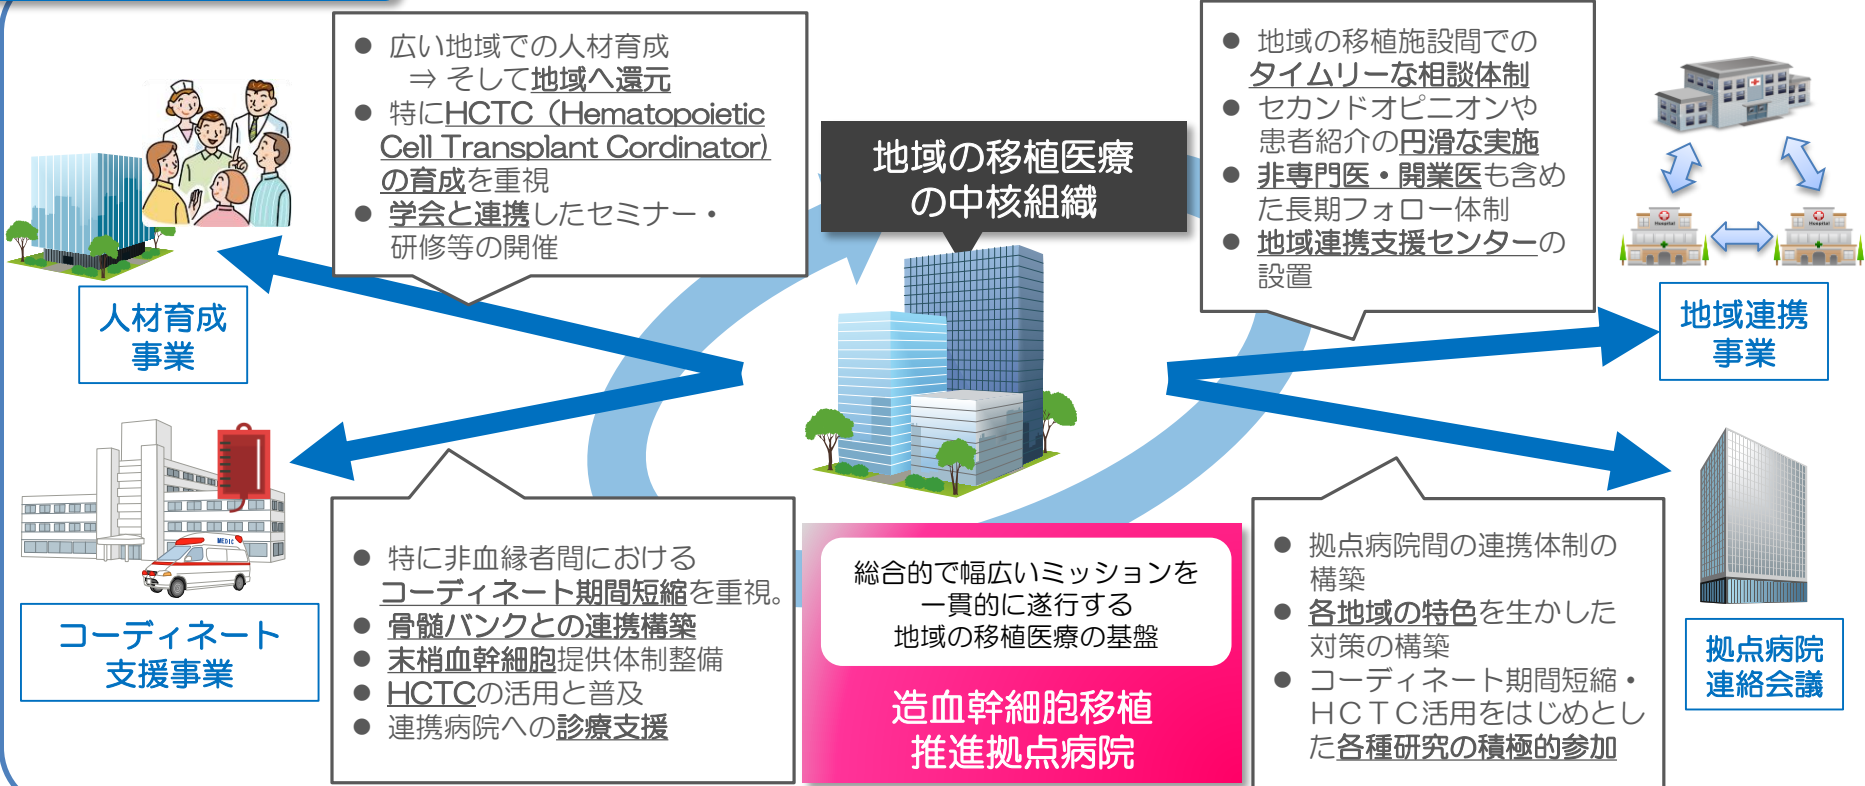 ● 広い地域での人材育成
⇒ そして地域へ還元
● 特にHCTC（Hematopoietic
Cell Transplant Cordinator)
の育成を重視
● 学会と連携したセミナー・
研修等の開催
人材育成
事業
地域の移植医療
の中核組織
● 地域の移植施設間での
タイムリーな相談体制
● セカンドオピニオンや
患者紹介の円滑な実施
● 非専門医・開業医も含め
た長期フォロー体制
● 地域連携支援センターの
設置
Hospital
Hospital
地域連携
事業
MEDIC
コーディネート
支援事業
● 特に非血縁者間における
コーディネート期間短縮を重視。
● 骨髄バンクとの連携構築
● 末梢血幹細胞提供体制整備
● HCTCの活用と普及
● 連携病院への診療支援
総合的で幅広いミッションを
一貫的に遂行する
地域の移植医療の基盤
造血幹細胞移植
推進拠点病院
● 拠点病院間の連携体制の
構築
● 各地域の特色を生かした
対策の構築
● コーディネート期間短縮・
ＨＣＴＣ活用をはじめとし
た各種研究の積極的参加
拠点病院
連絡会議